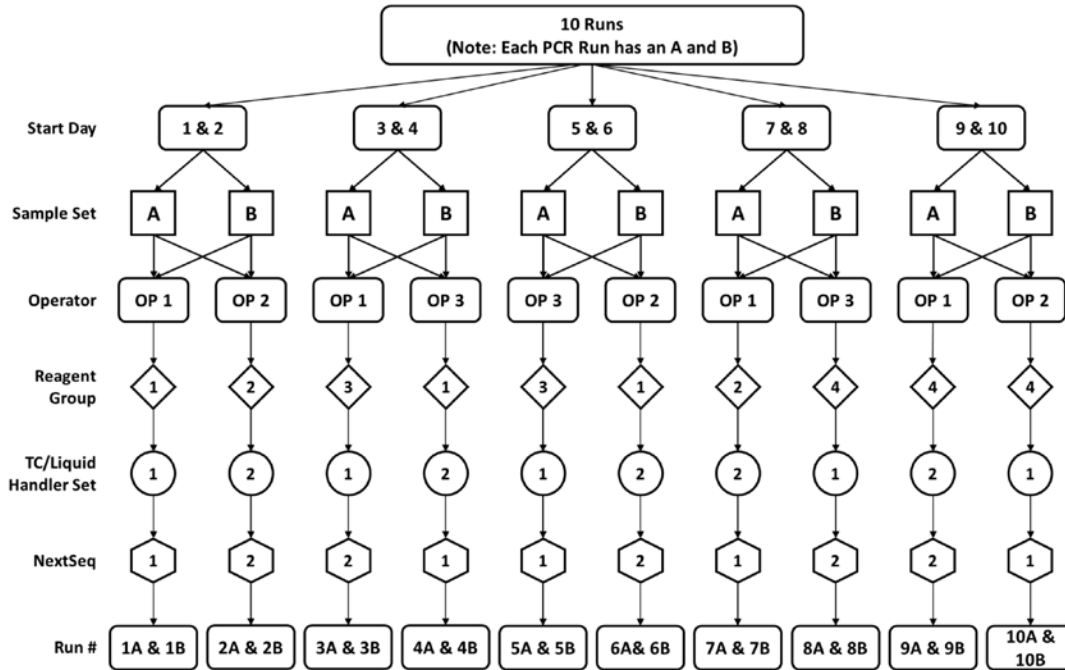 10 Runs
(Note: Each PCR Run has an A and B)
Start Day 1 & 2 3 & 4 5 & 6 7 & 8 9 & 10
Sample Set A B A B A B A B A B
Operator OP 1 OP 2 OP 1 OP 3 OP 3 OP 2 OP 1 OP 3 OP 1 OP 2
Reagent
Group 1 2 3 1 3 1 2 4 4 4
TC/Liquid
Handler Set 1 2 1 2 1 2 2 1 2 1
NextSeq 1 2 2 1 1 2 1 2 2 1
Run # 1A & 1B 2A & 2B 3A & 3B 4A & 4B 5A & 5B 6A& 6B 7A & 7B 8A & 8B 9A & 9B 10A &
10B